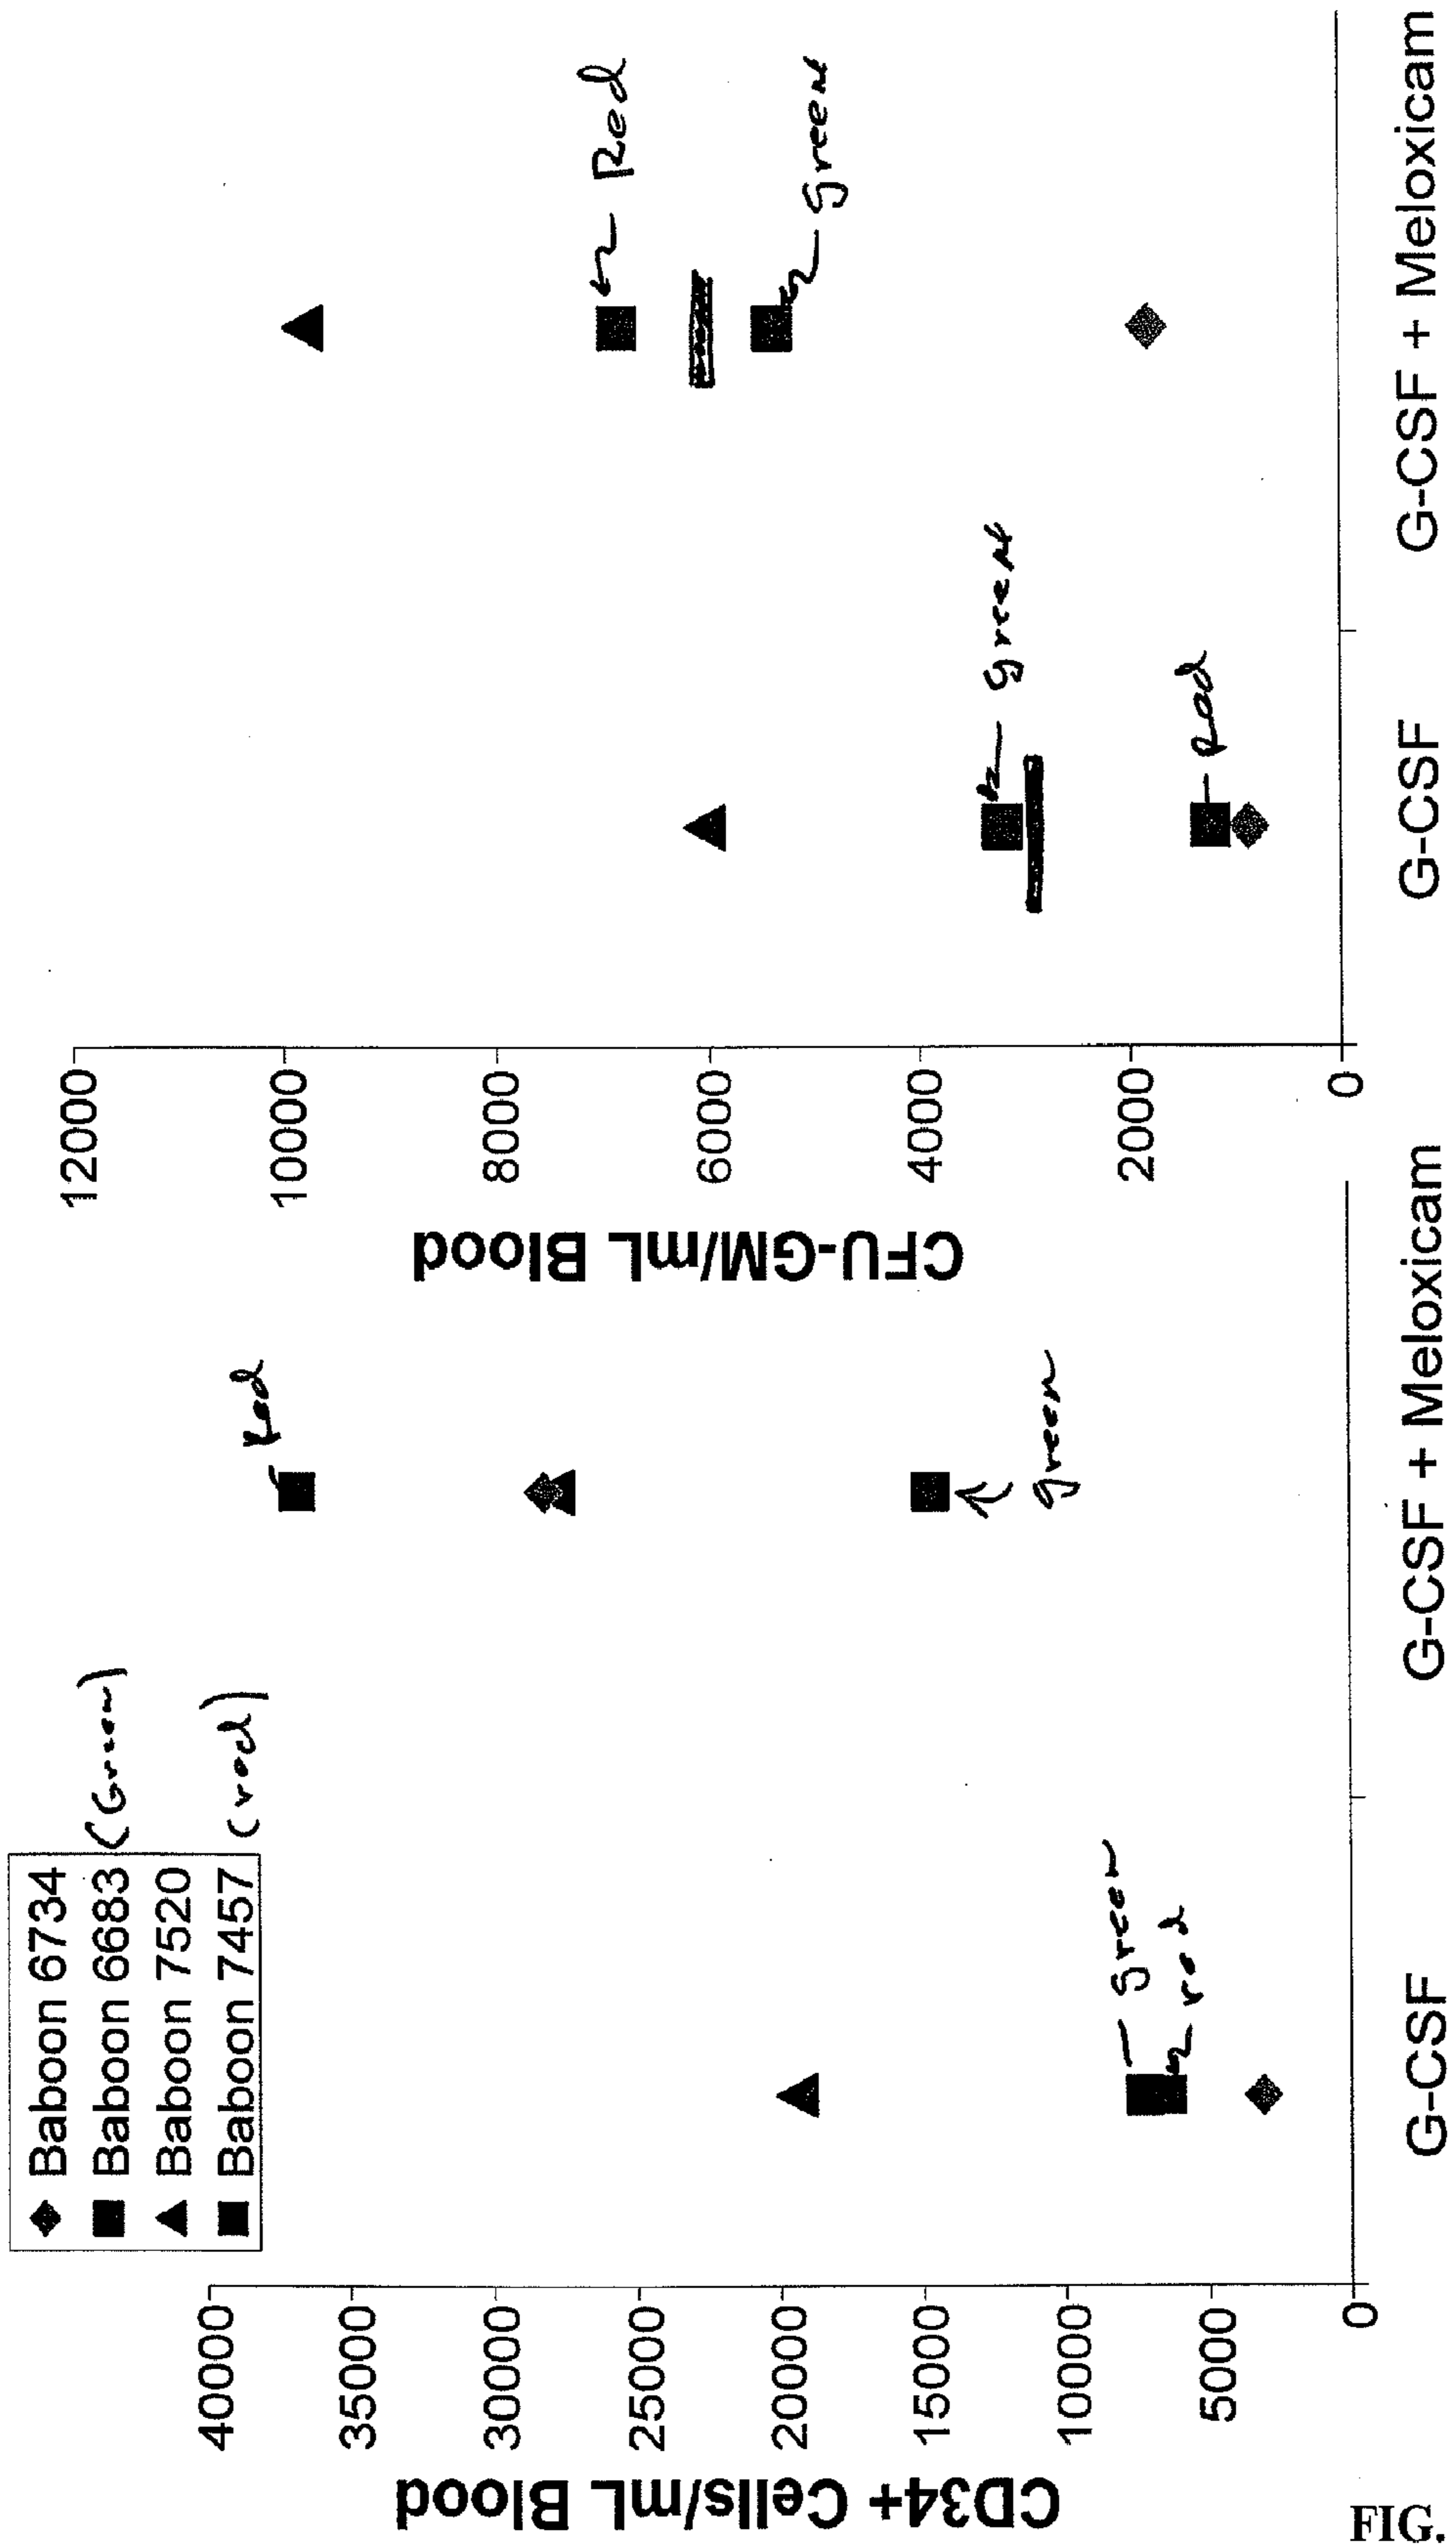 Baboon 6734
Baboon 6683 (Green)
Baboon 7520
Baboon 7457 (red)
CD34+ Cells/mL Blood
40000
35000
30000
25000
20000
15000
10000
5000
0
Red
green
green
red
G-CSF
G-CSF + Meloxicam
CFU-GM/mL Blood
12000
10000
8000
6000
4000
2000
0
Red
green
green
Red
G-CSF
G-CSF + Meloxicam
FIG.